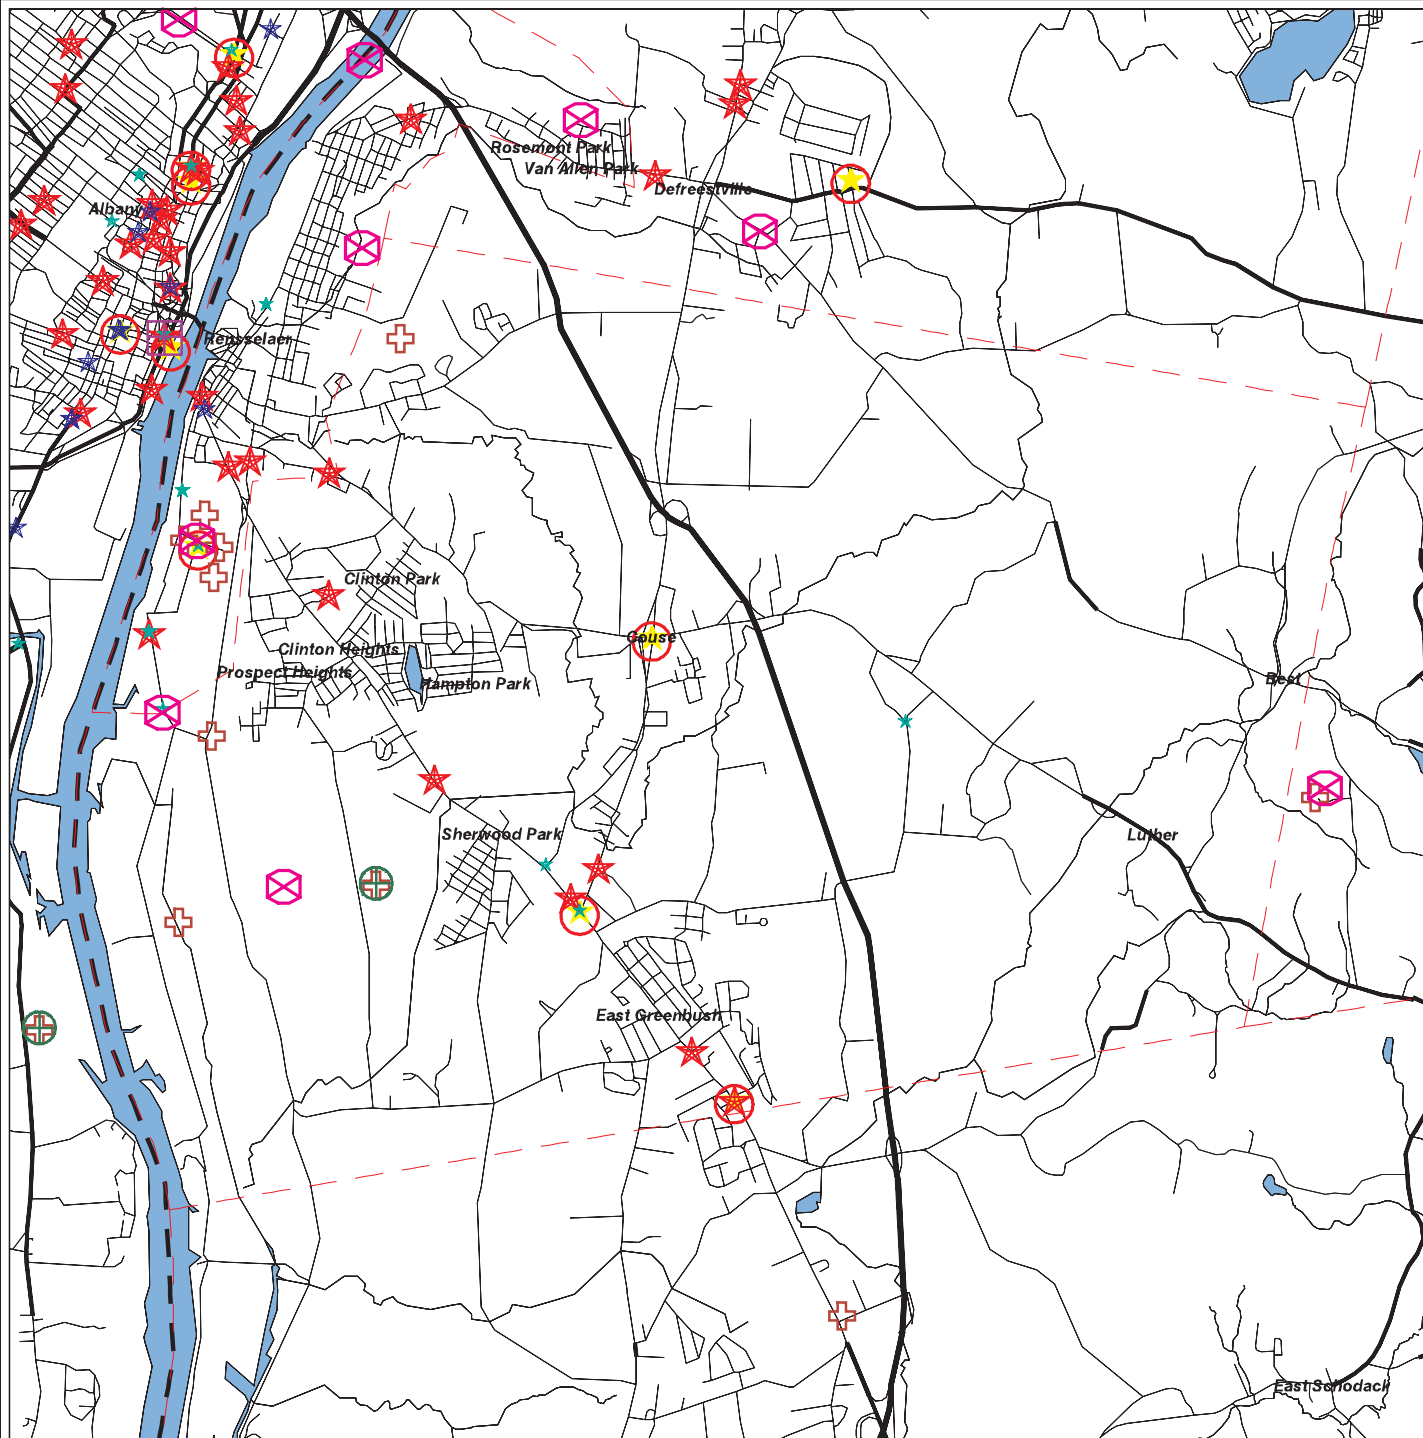 Rosemont Park
Van Allen Park
Defreestville
Albany
Rensselaer
Clinton Park
Couse
Clinton Heights
Prospect Heights
Hampton Park
Best
Sherwood Park
Luther
East Greenbush
East Schodack